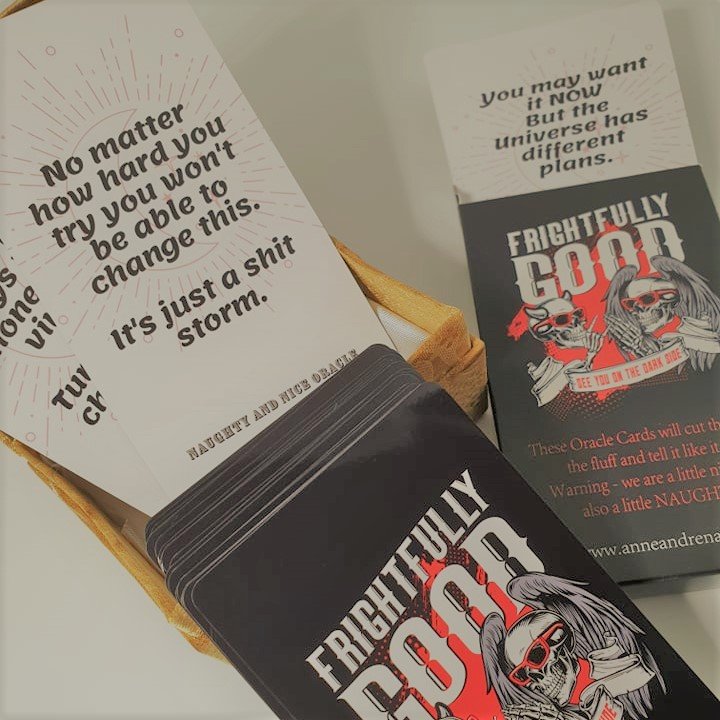 No matter
how hard you
try you won't
be able to
change this.
It's just a shit
storm.
NAUGHTY AND NICE ORACLE
You may want
it NOW
But the
Universe has
different
plans.
FRIGHTFULLY
GOOD
SEE YOU ON THE DARK SIDE
These Oracle Cards will cut
the fluff and tell it like it
Warning - we are a little
also a little
www.anneandrena
FRIGHTFULLY
GOOD